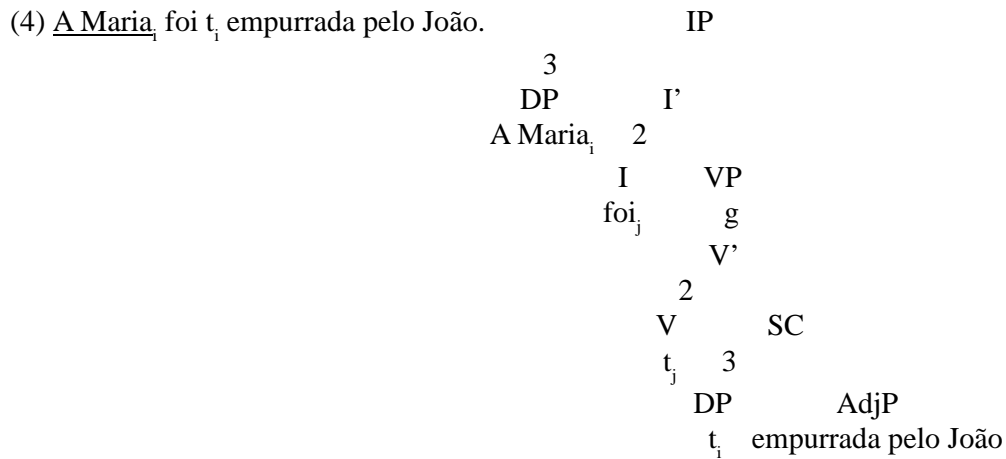 (4) A Mariaᵢ foi tᵢ empurrada pelo João. IP
3
DP I’
A Mariaᵢ 2
I VP
foiⱼ g
V’
2
V SC
tⱼ 3
DP AdjP
tᵢ empurrada pelo João